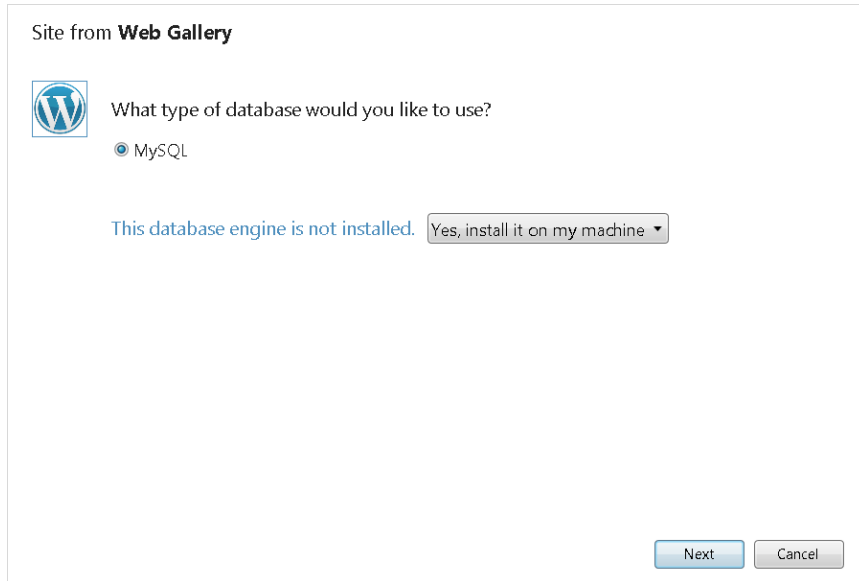 Site from Web Gallery
What type of database would you like to use?
MySQL
This database engine is not installed. Yes, install it on my machine
Next Cancel